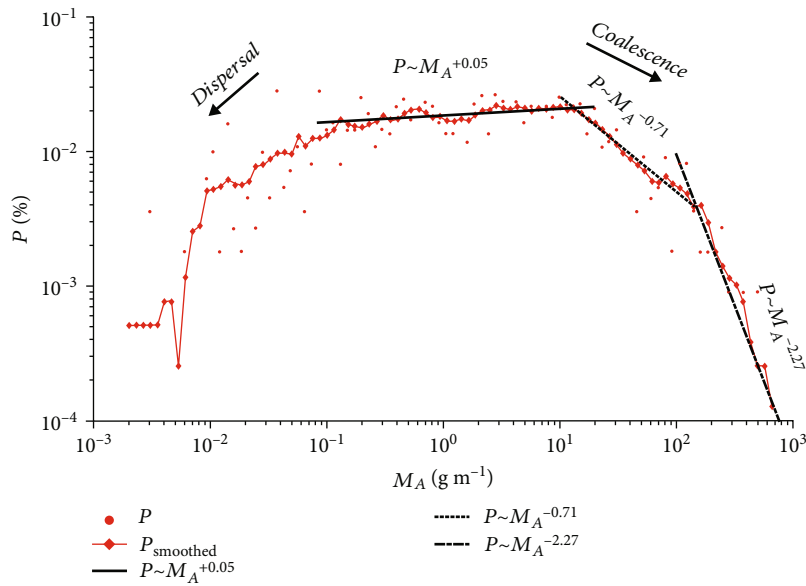 10⁻¹
10⁻²
10⁻³
10⁻⁴
P (%)
Dispersal
P~M_A^+0.05
Coalescence
P~M_A^−0.71
P~M_A^−2.27
10⁻³
10⁻²
10⁻¹
10⁰
10¹
10²
10³
M_A (g m⁻¹)
P
P_smoothed
P~M_A^+0.05
P~M_A^−0.71
P~M_A^−2.27